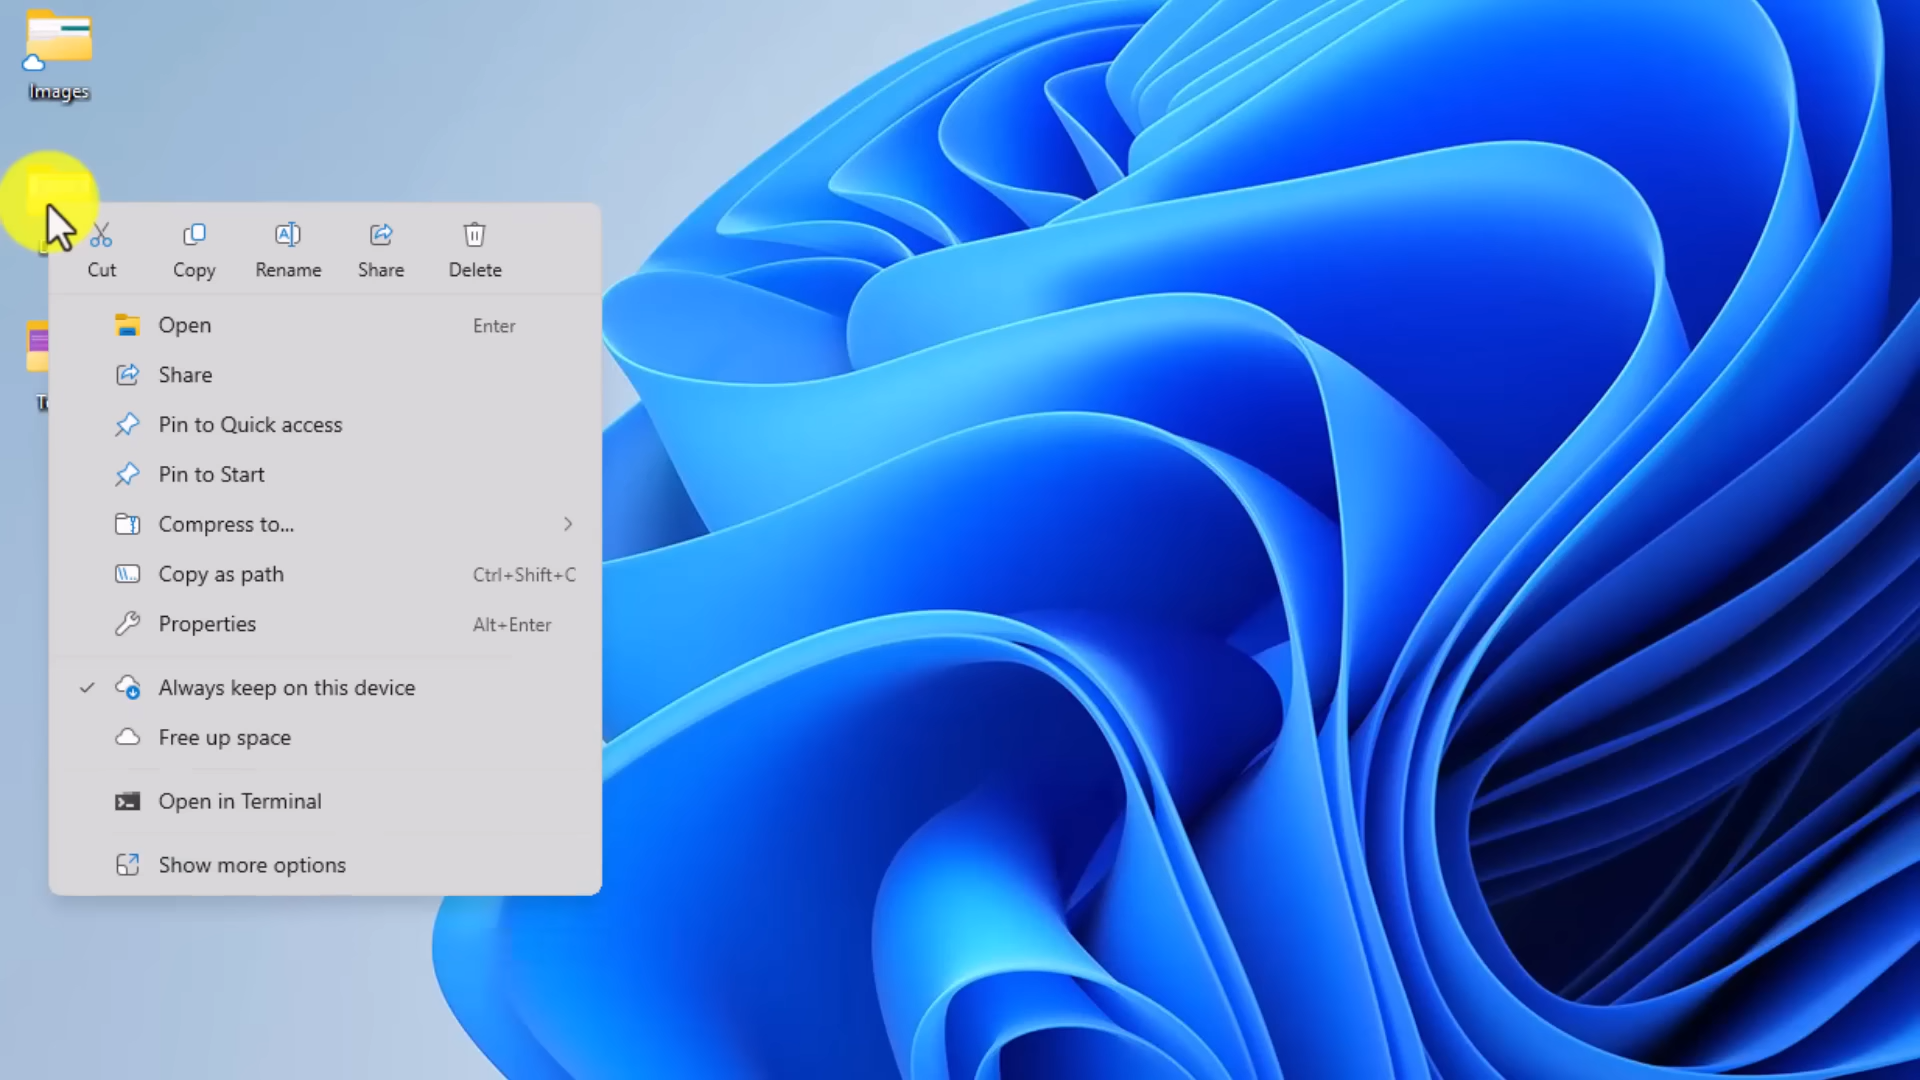 Images
Cut Copy Rename Share Delete
Open Enter
Share
Pin to Quick access
Pin to Start
Compress to...
Copy as path Ctrl+Shift+C
Properties Alt+Enter
Always keep on this device
Free up space
Open in Terminal
Show more options